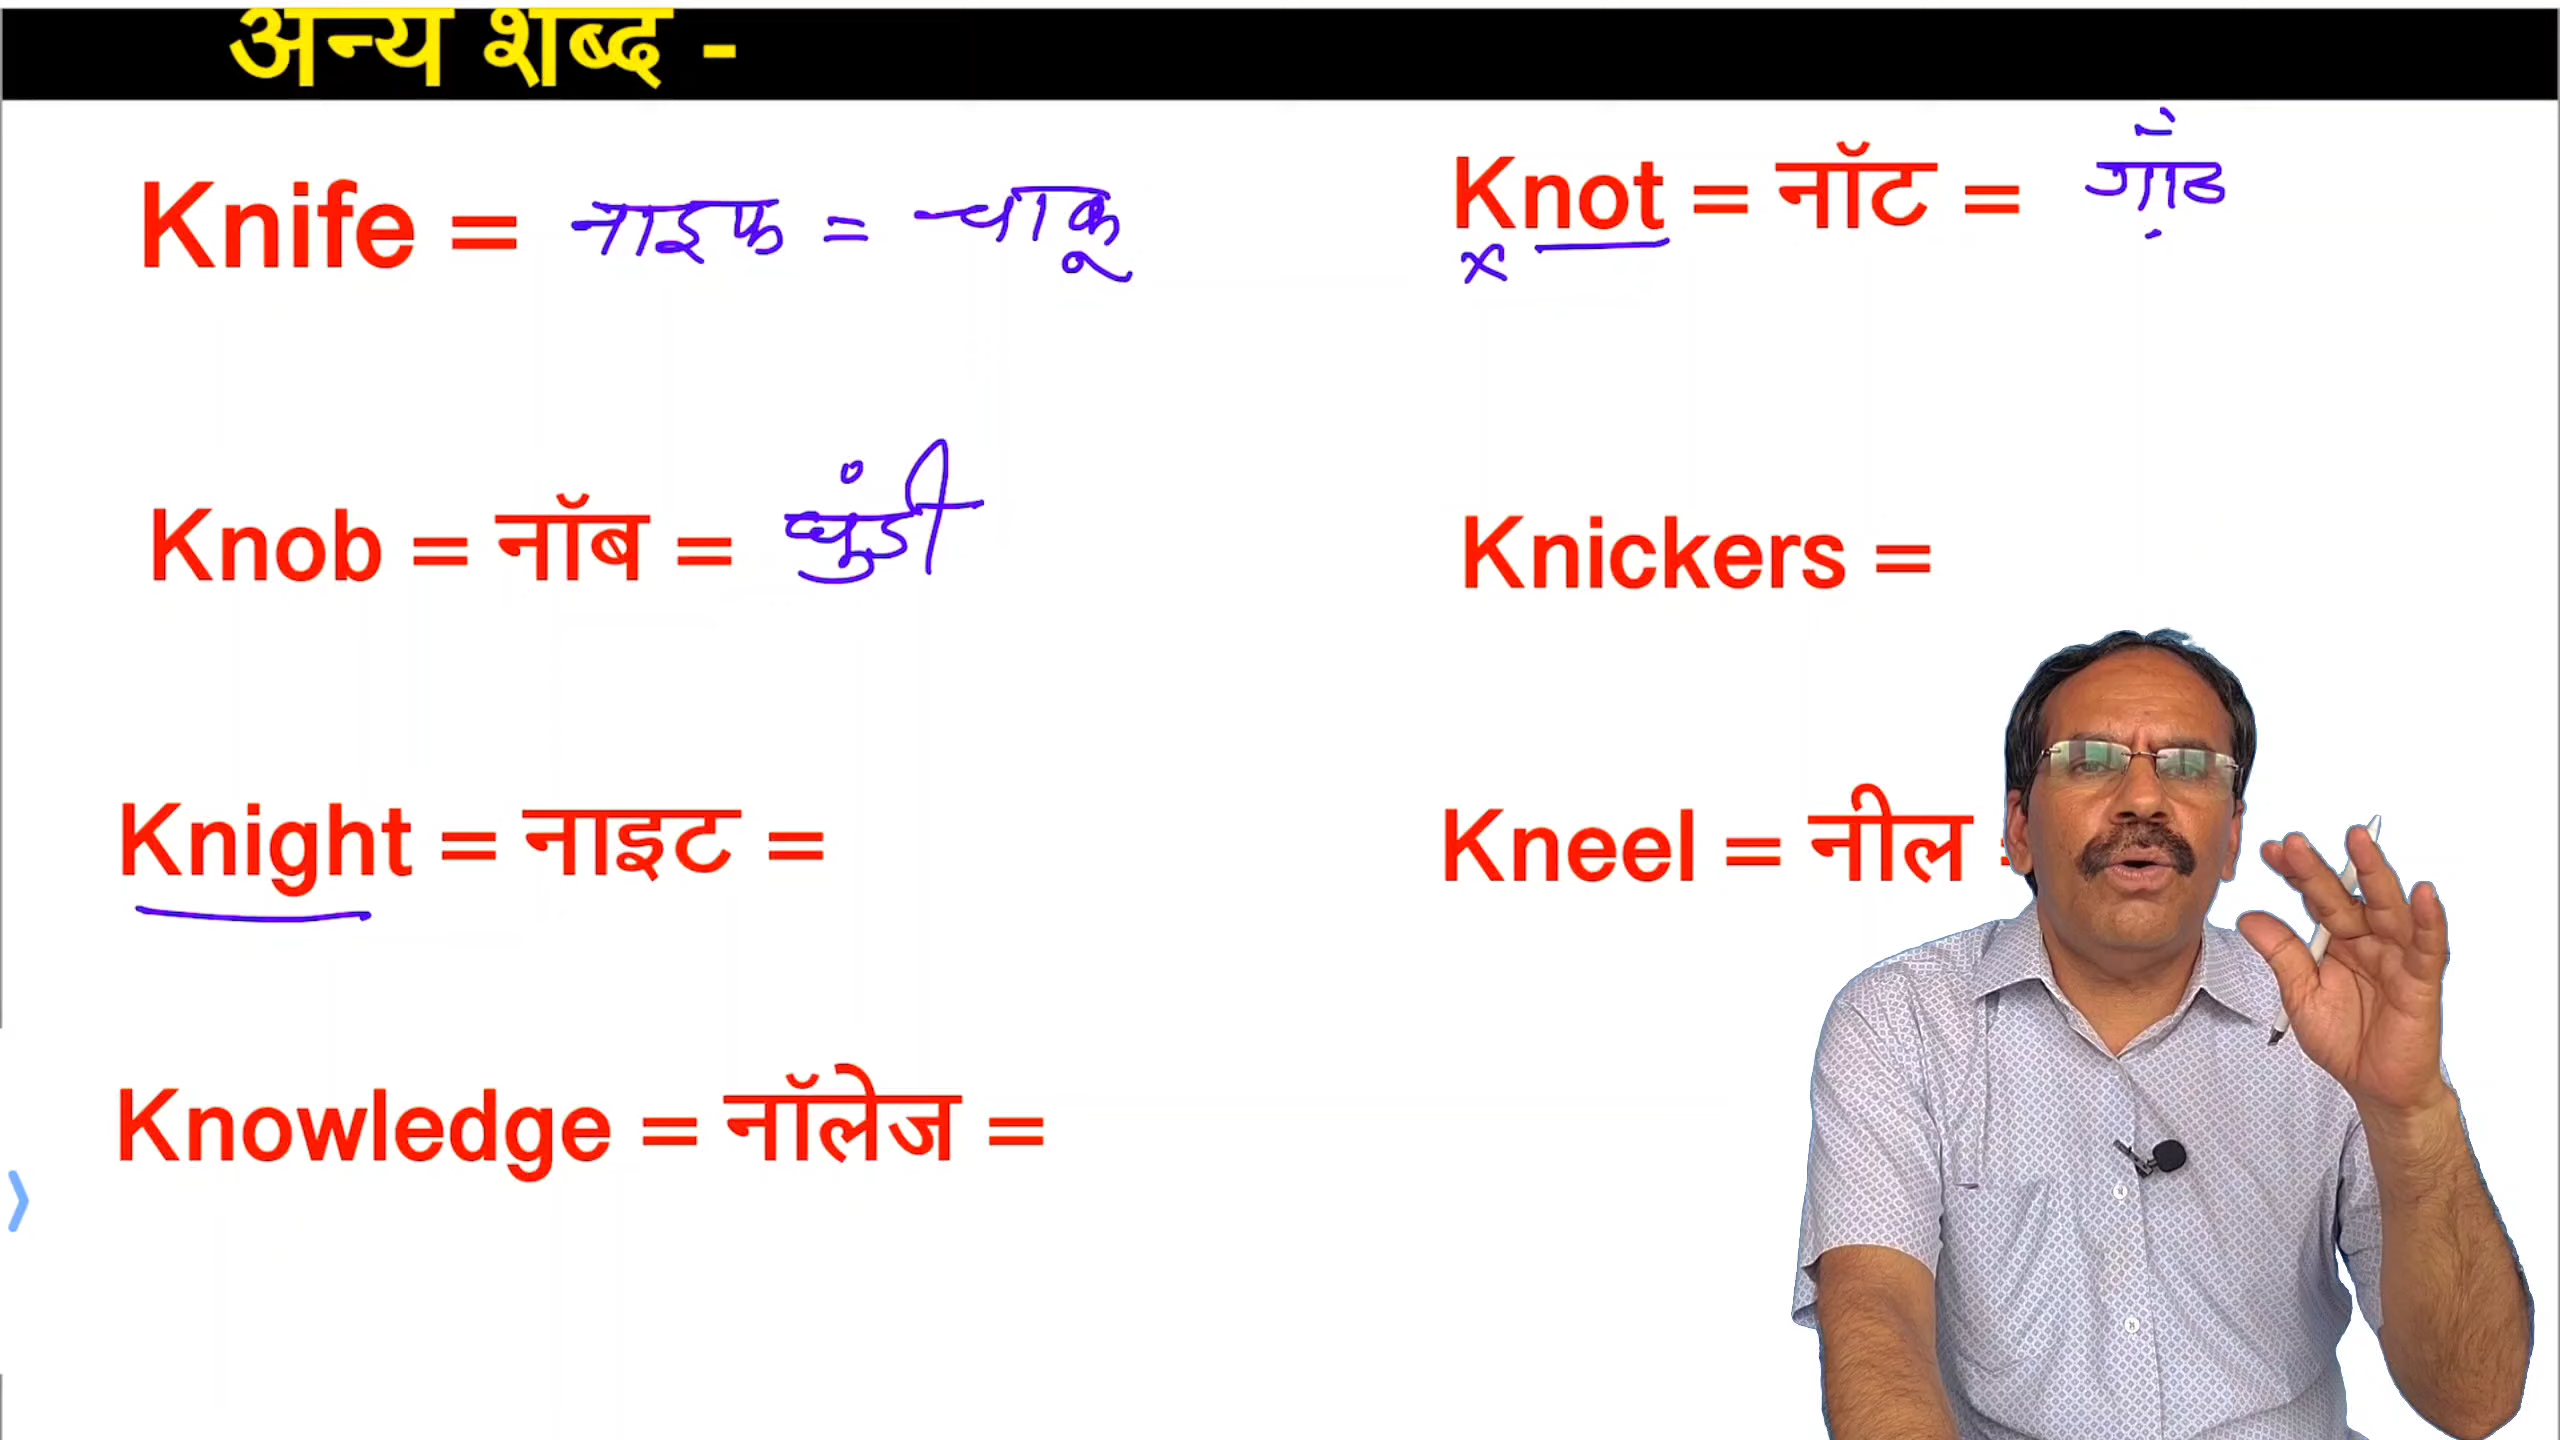 अन्य शब्द -
Knife = नाइफ = चाकू
Knot = नॉट = गांठ
x
Knob = नॉब = घुंडी
Knickers =
Knight = नाइट =
Kneel = नील =
Knowledge = नॉलेज =